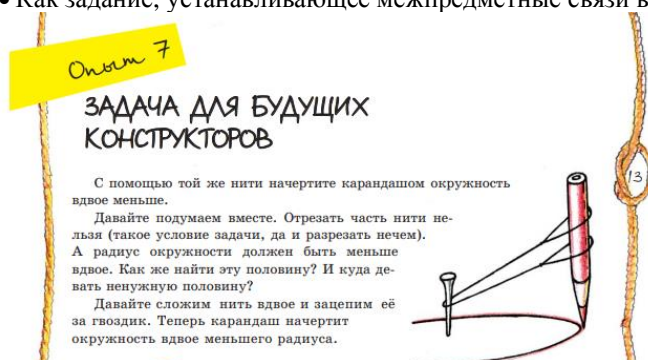 • Как задание, устанавливающее межпредметные связи в
Опыт 7
ЗАДАЧА ДЛЯ БУДУЩИХ
КОНСТРУКТОРОВ
13
С помощью той же нити начертите карандашом окружность
вдвое меньше.
Давайте подумаем вместе. Отрезать часть нити не-
льзя (такое условие задачи, да и разрезать нечем).
А радиус окружности должен быть меньше
вдвое. Как же найти эту половину? И куда де-
вать ненужную половину?
Давайте сложим нить вдвое и зацепим её
за гвоздик. Теперь карандаш начертит
окружность вдвое меньшего радиуса.